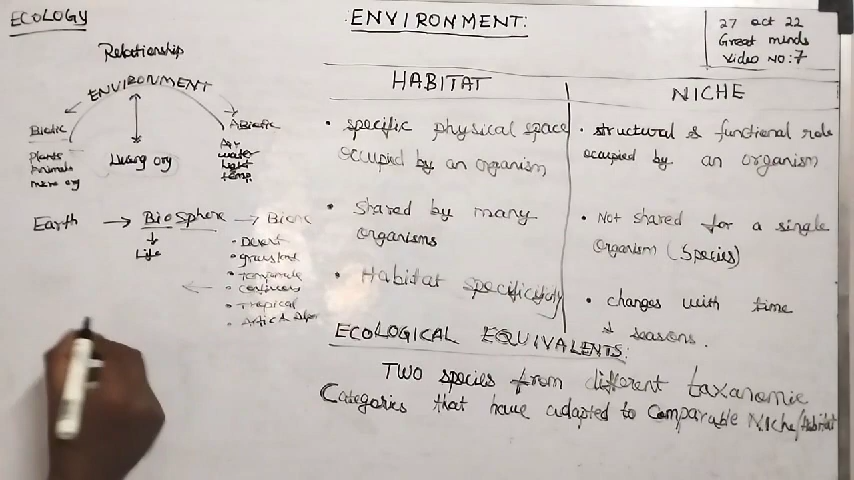 ECOLOGY
ENVIRONMENT:
27 oct 22
Great minds
Video NO: 7
Relationship
ENVIRONMENT
Biotic
Abiotic
Plants
Animals
micro org
Living org
Air
water
heat
temp.
Earth → BioSphere → Biome
Life
• Desert
• grassland
• Temperate
• Coniferous
• Tropical
HABITAT
• specific physical space
occupied by an organism
• shared by many
organisms
• Habitat specificity
NICHE
• structural & functional role
occupied by an organism
• Not shared for a single
Organism (Species)
• changes with time
& seasons.
ECOLOGICAL EQUIVALENTS:
TWO species from different taxanomic
Categories that have adapted to Comparable Niche/Habitat